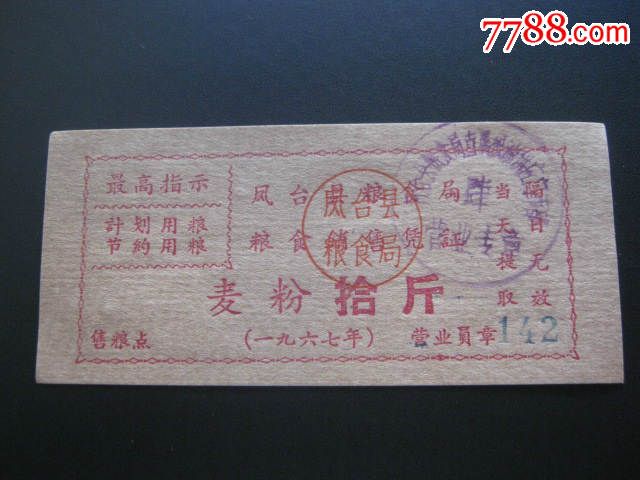 7788.com
最高指示
計划用粮
节約用粮
凤台县粮食局
粮食销售凭証
凤台县
粮食局
麦粉拾斤
当天提取
隔日无效
售粮点
(一九六七年)
营业員章
142